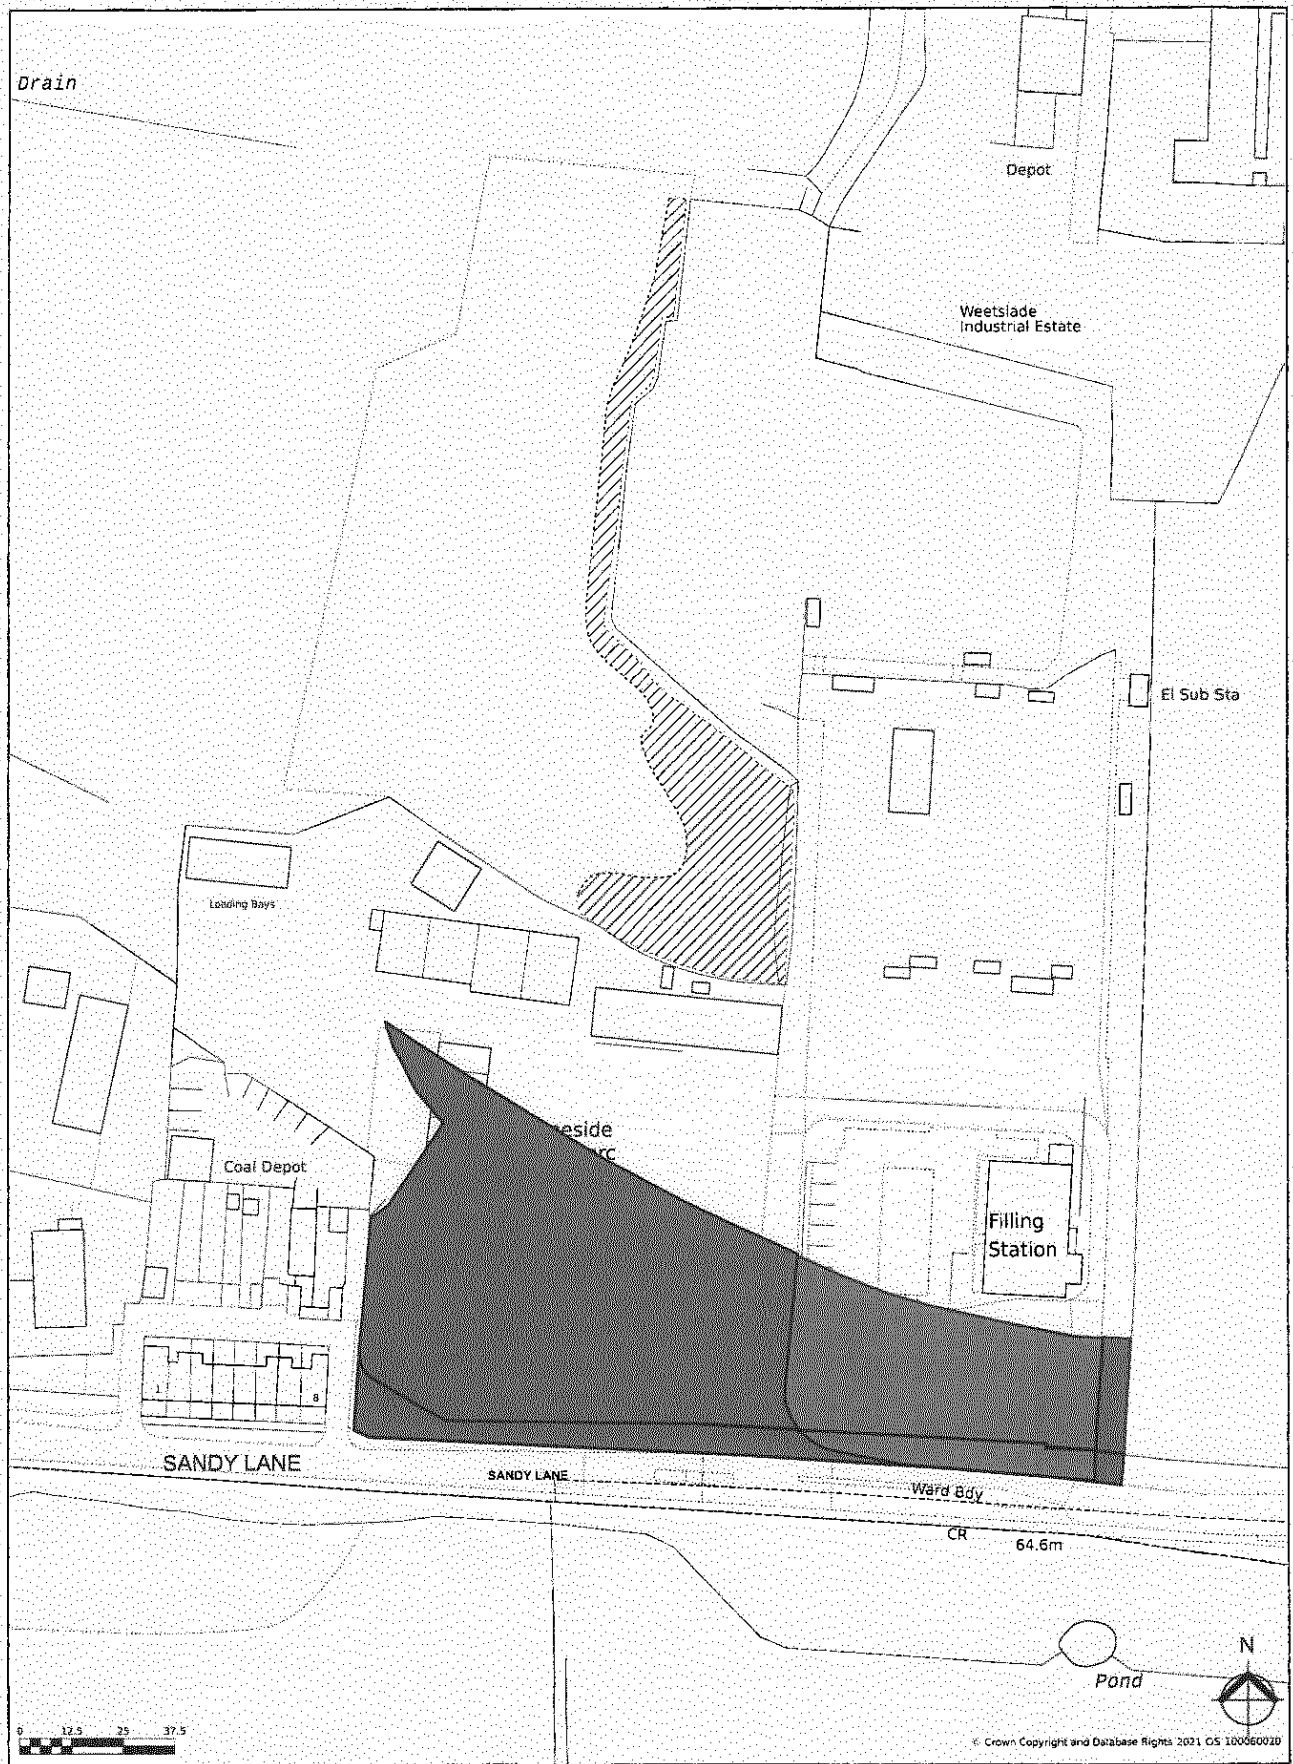 Drain
Depot
Weetslade
Industrial Estate
El Sub Sta
Loading Bays
eside
arc
Coal Depot
Filling
Station
1
8
SANDY LANE
SANDY LANE
Ward Bdy
CR
64.6m
Pond
N
0 12.5 25 37.5
© Crown Copyright and Database Rights 2021 OS 100060020